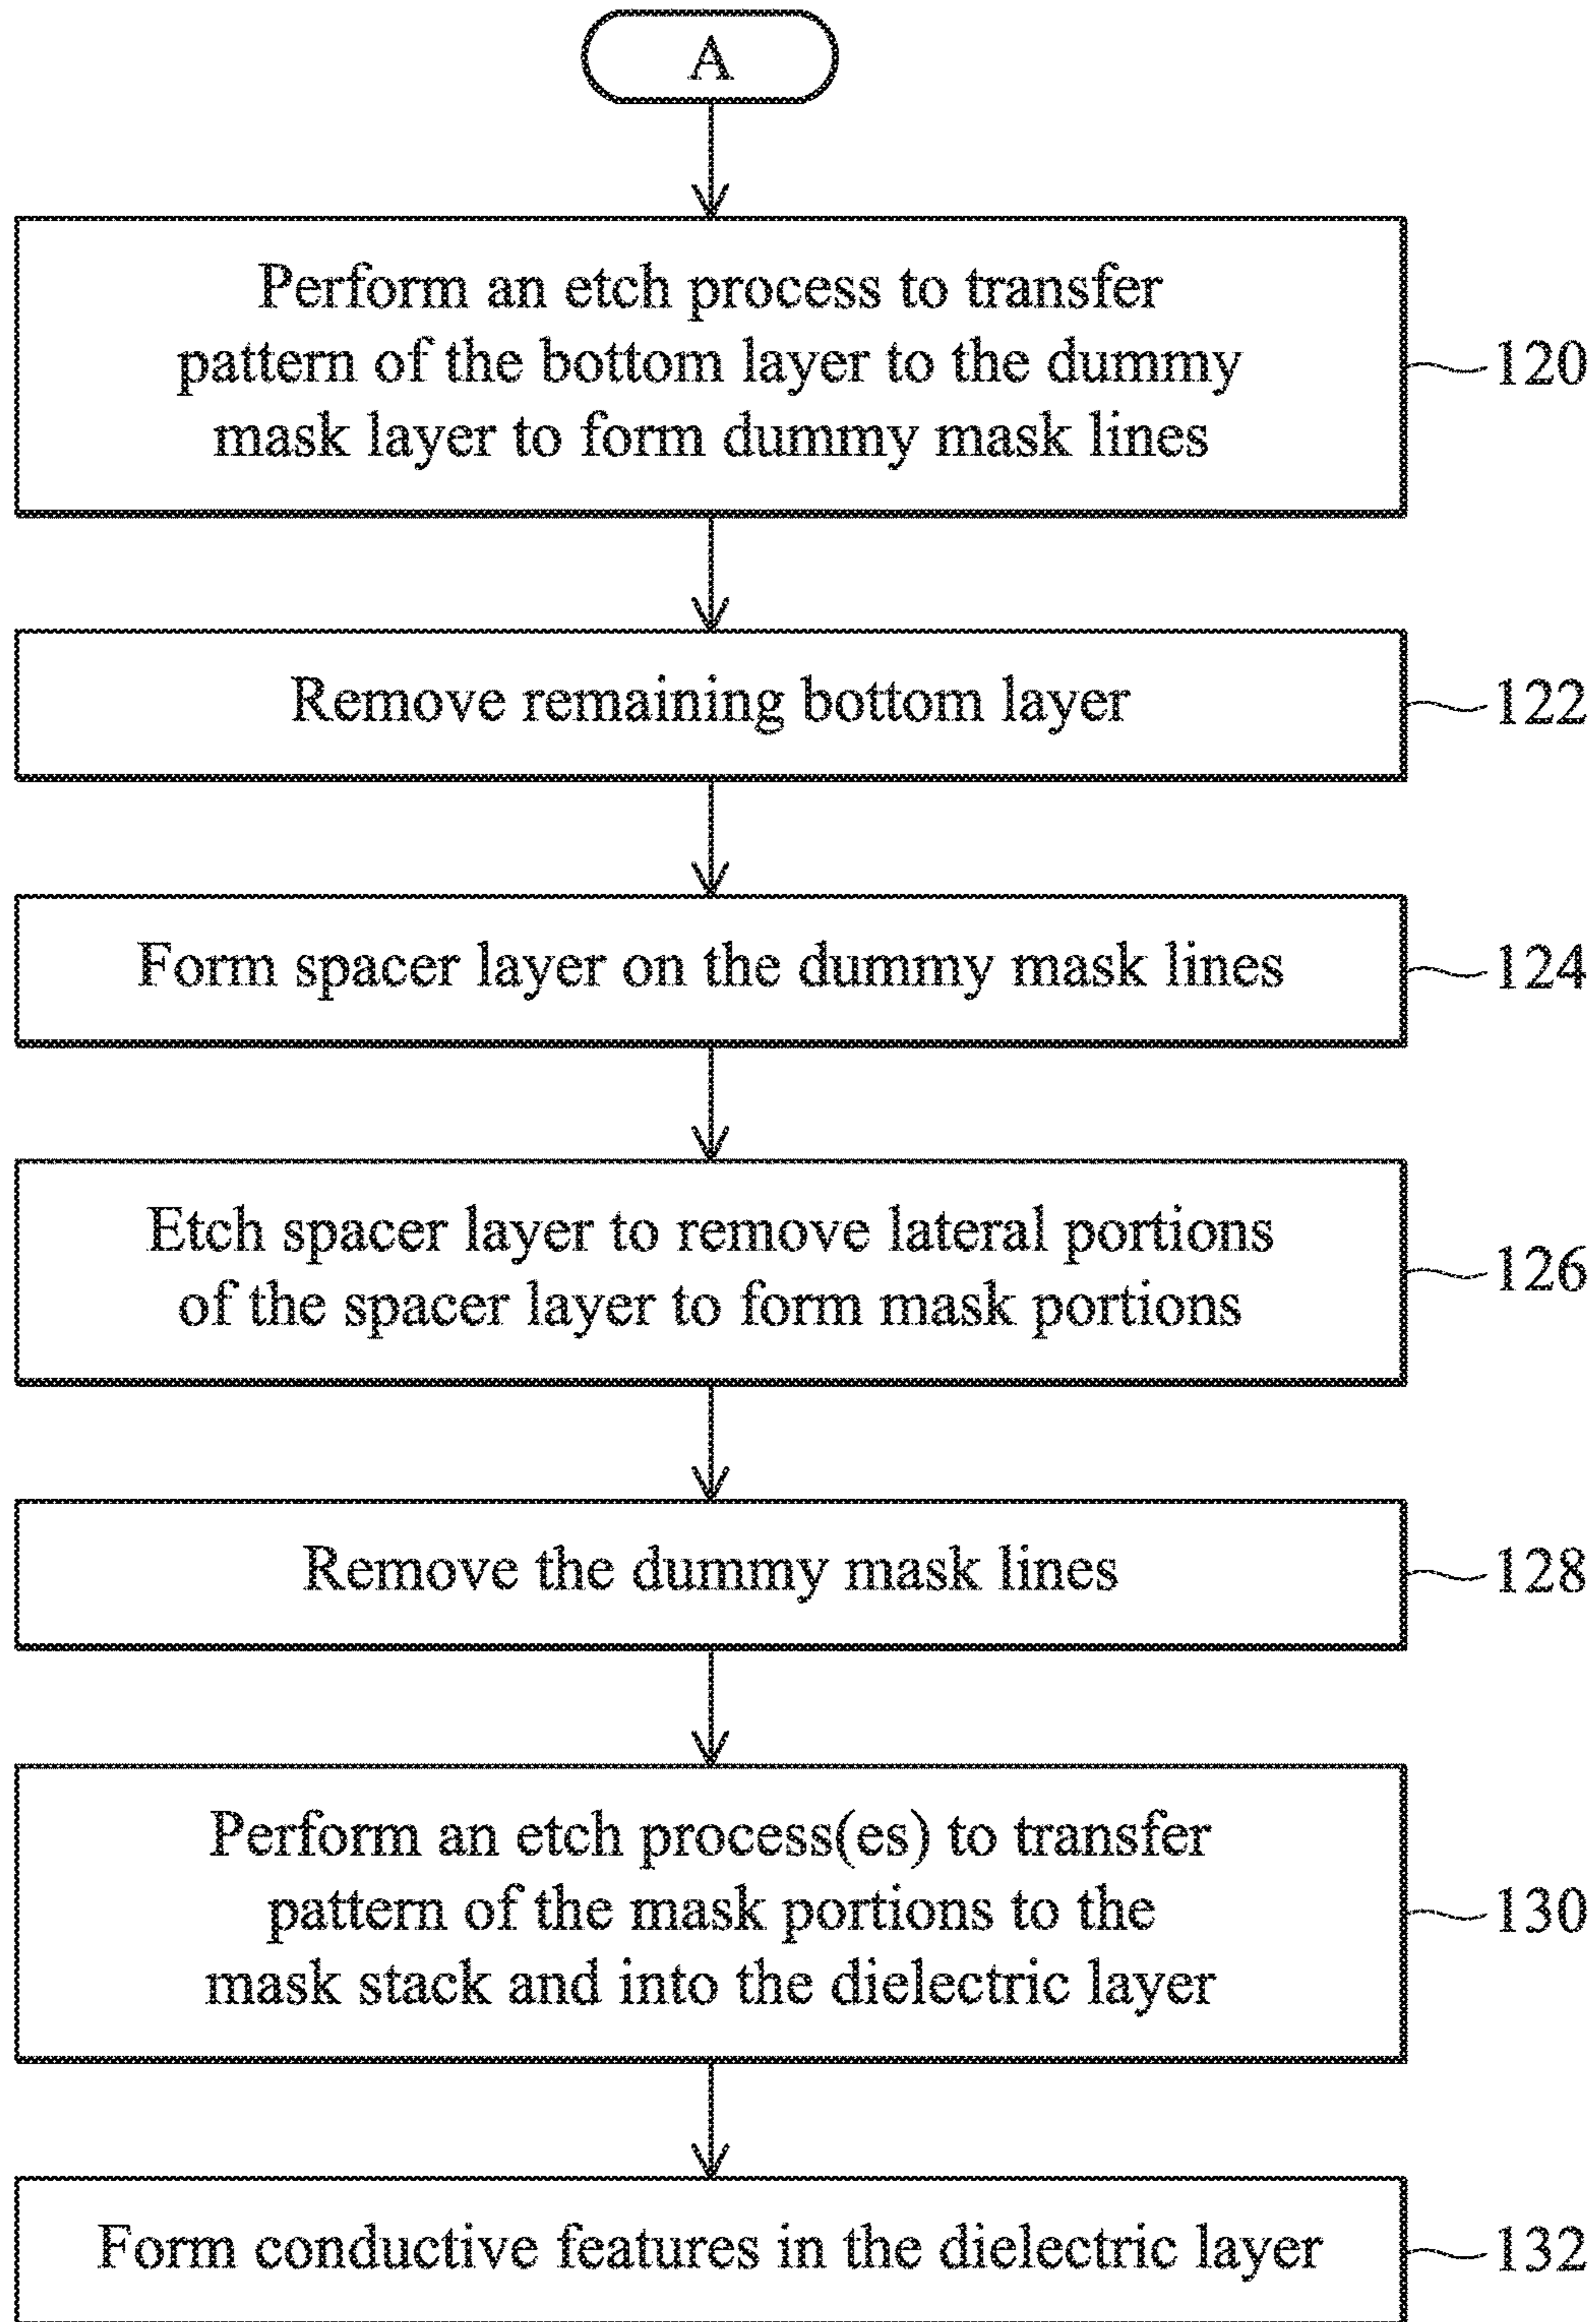 A
Perform an etch process to transfer
pattern of the bottom layer to the dummy
mask layer to form dummy mask lines
120
Remove remaining bottom layer
122
Form spacer layer on the dummy mask lines
124
Etch spacer layer to remove lateral portions
of the spacer layer to form mask portions
126
Remove the dummy mask lines
128
Perform an etch process(es) to transfer
pattern of the mask portions to the
mask stack and into the dielectric layer
130
Form conductive features in the dielectric layer
132